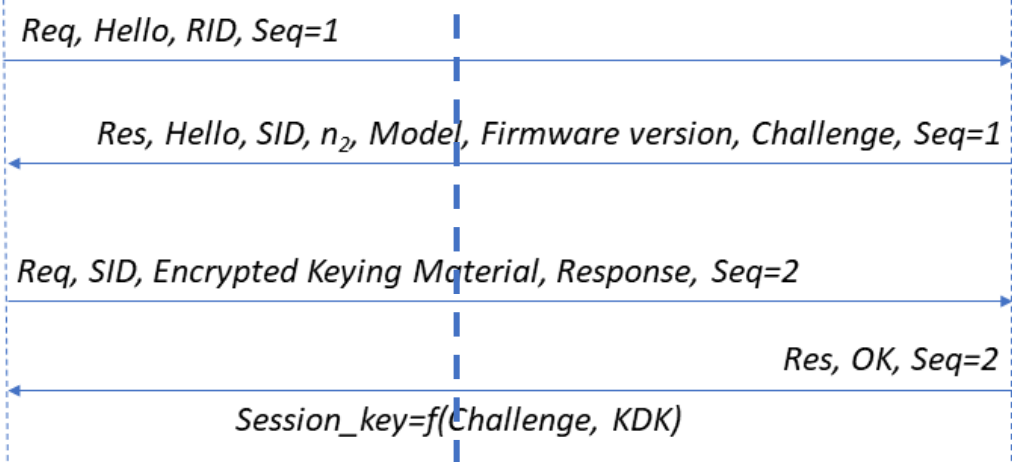 Req, Hello, RID, Seq=1
Res, Hello, SID, n₂, Model, Firmware version, Challenge, Seq=1
Req, SID, Encrypted Keying Material, Response, Seq=2
Res, OK, Seq=2
Session_key=f(Challenge, KDK)